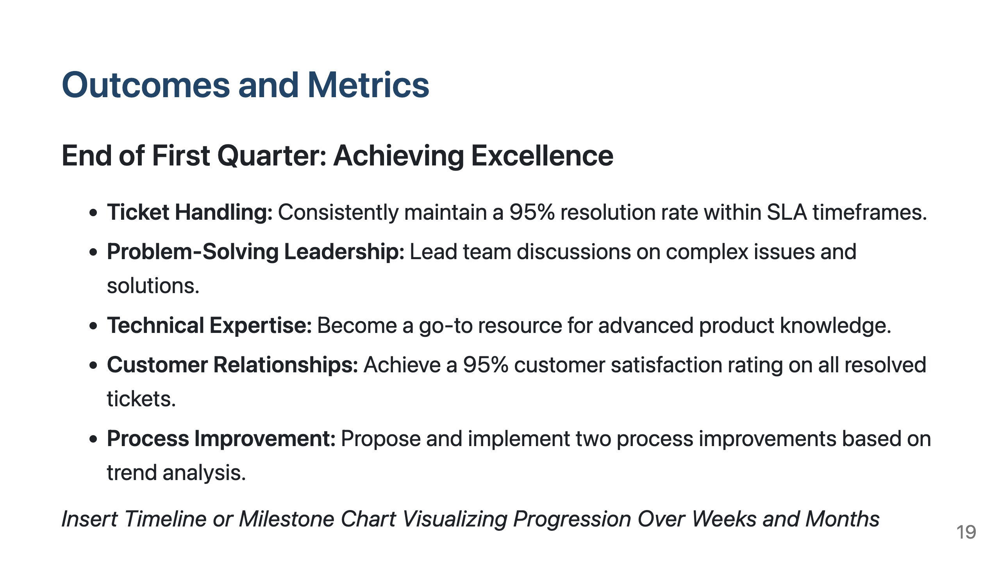 Outcomes and Metrics
End of First Quarter: Achieving Excellence
• Ticket Handling: Consistently maintain a 95% resolution rate within SLA timeframes.
• Problem-Solving Leadership: Lead team discussions on complex issues and
solutions.
• Technical Expertise: Become a go-to resource for advanced product knowledge.
• Customer Relationships: Achieve a 95% customer satisfaction rating on all resolved
tickets.
• Process Improvement: Propose and implement two process improvements based on
trend analysis.
Insert Timeline or Milestone Chart Visualizing Progression Over Weeks and Months
19